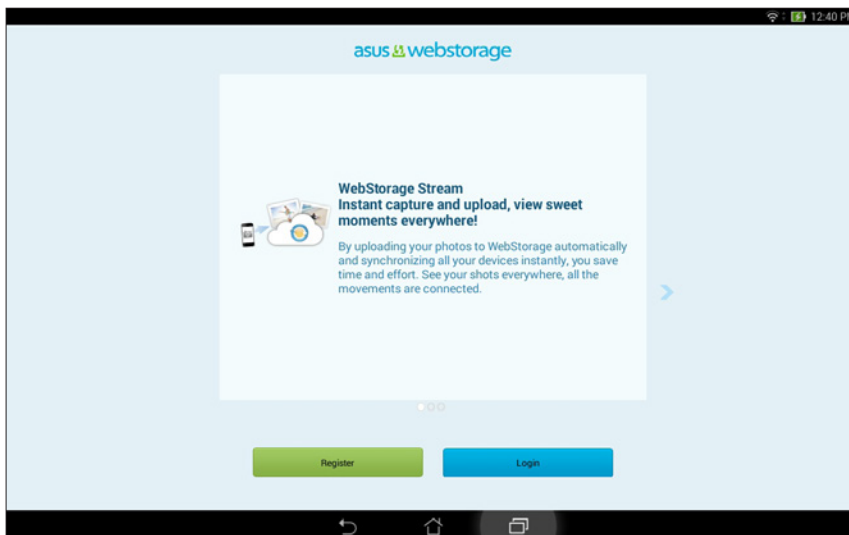 12:40 PM
asus webstorage
WebStorage Stream
Instant capture and upload, view sweet
moments everywhere!
By uploading your photos to WebStorage automatically
and synchronizing all your devices instantly, you save
time and effort. See your shots everywhere, all the
movements are connected.
Register
Login